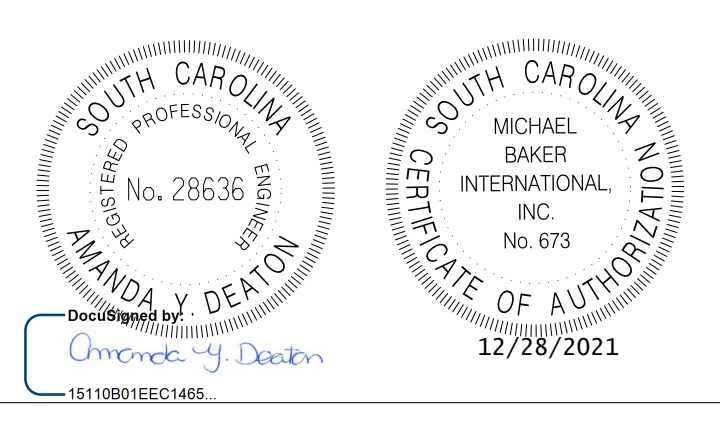 SOUTH CAROLINA
REGISTERED PROFESSIONAL ENGINEER
No. 28636
AMANDA Y DEATON
DocuSigned by:
Amanda Y. Deaton
15110B01EEC1465...
SOUTH CAROLINA
MICHAEL
BAKER
INTERNATIONAL,
INC.
No. 673
CERTIFICATE OF AUTHORIZATION
12/28/2021